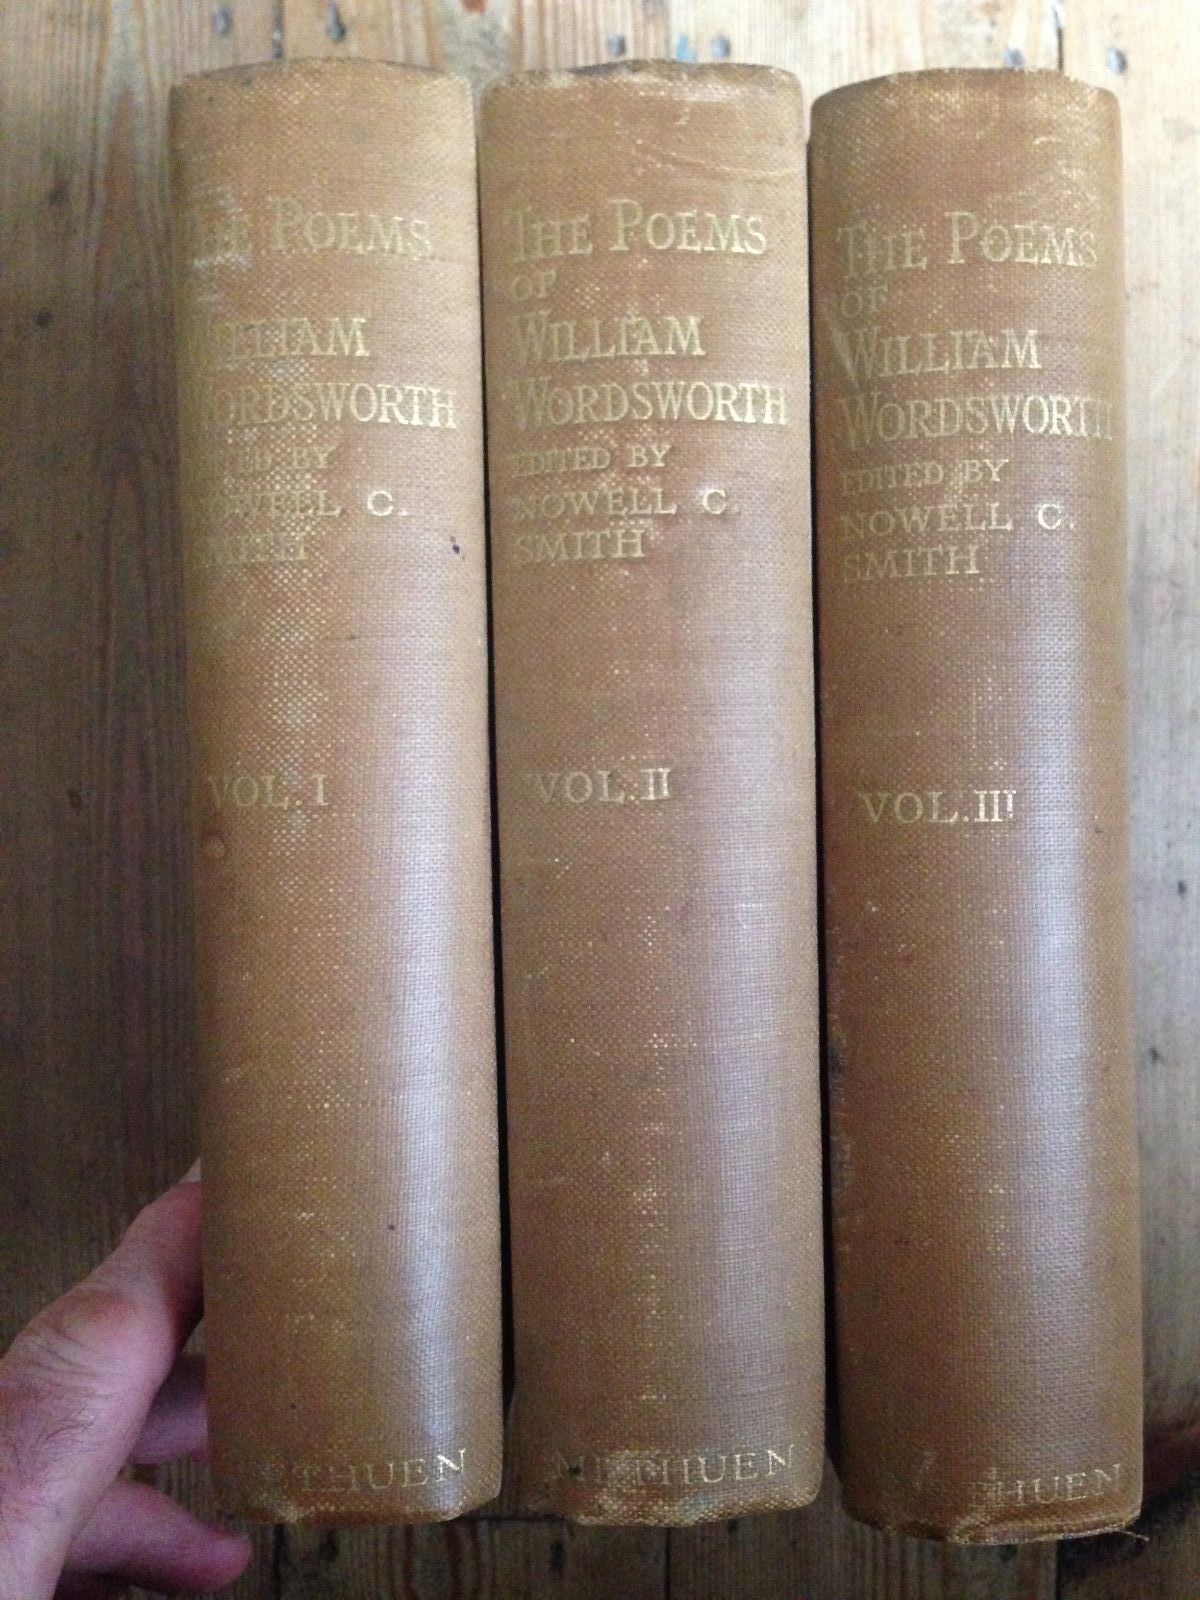 THE POEMS
WILLIAM
WORDSWORTH
EDITED BY
NOWELL C.
SMITH
VOL. I
METHUEN
THE POEMS
OF
WILLIAM
WORDSWORTH
EDITED BY
NOWELL C.
SMITH
VOL. II
METHUEN
THE POEMS
OF
WILLIAM
WORDSWORTH
EDITED BY
NOWELL C.
SMITH
VOL. III
METHUEN